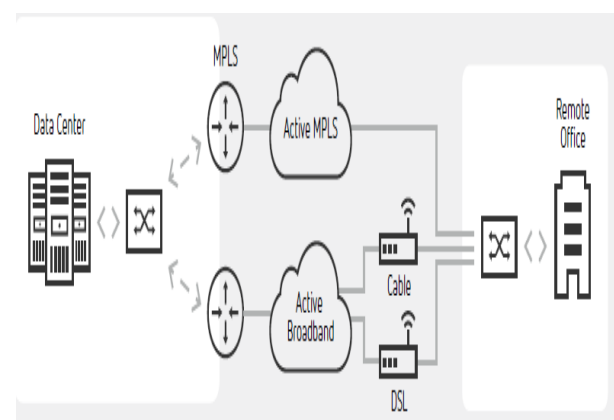 MPLS
Data Center
Active MPLS
Remote
Office
Cable
Active
Broadband
DSL